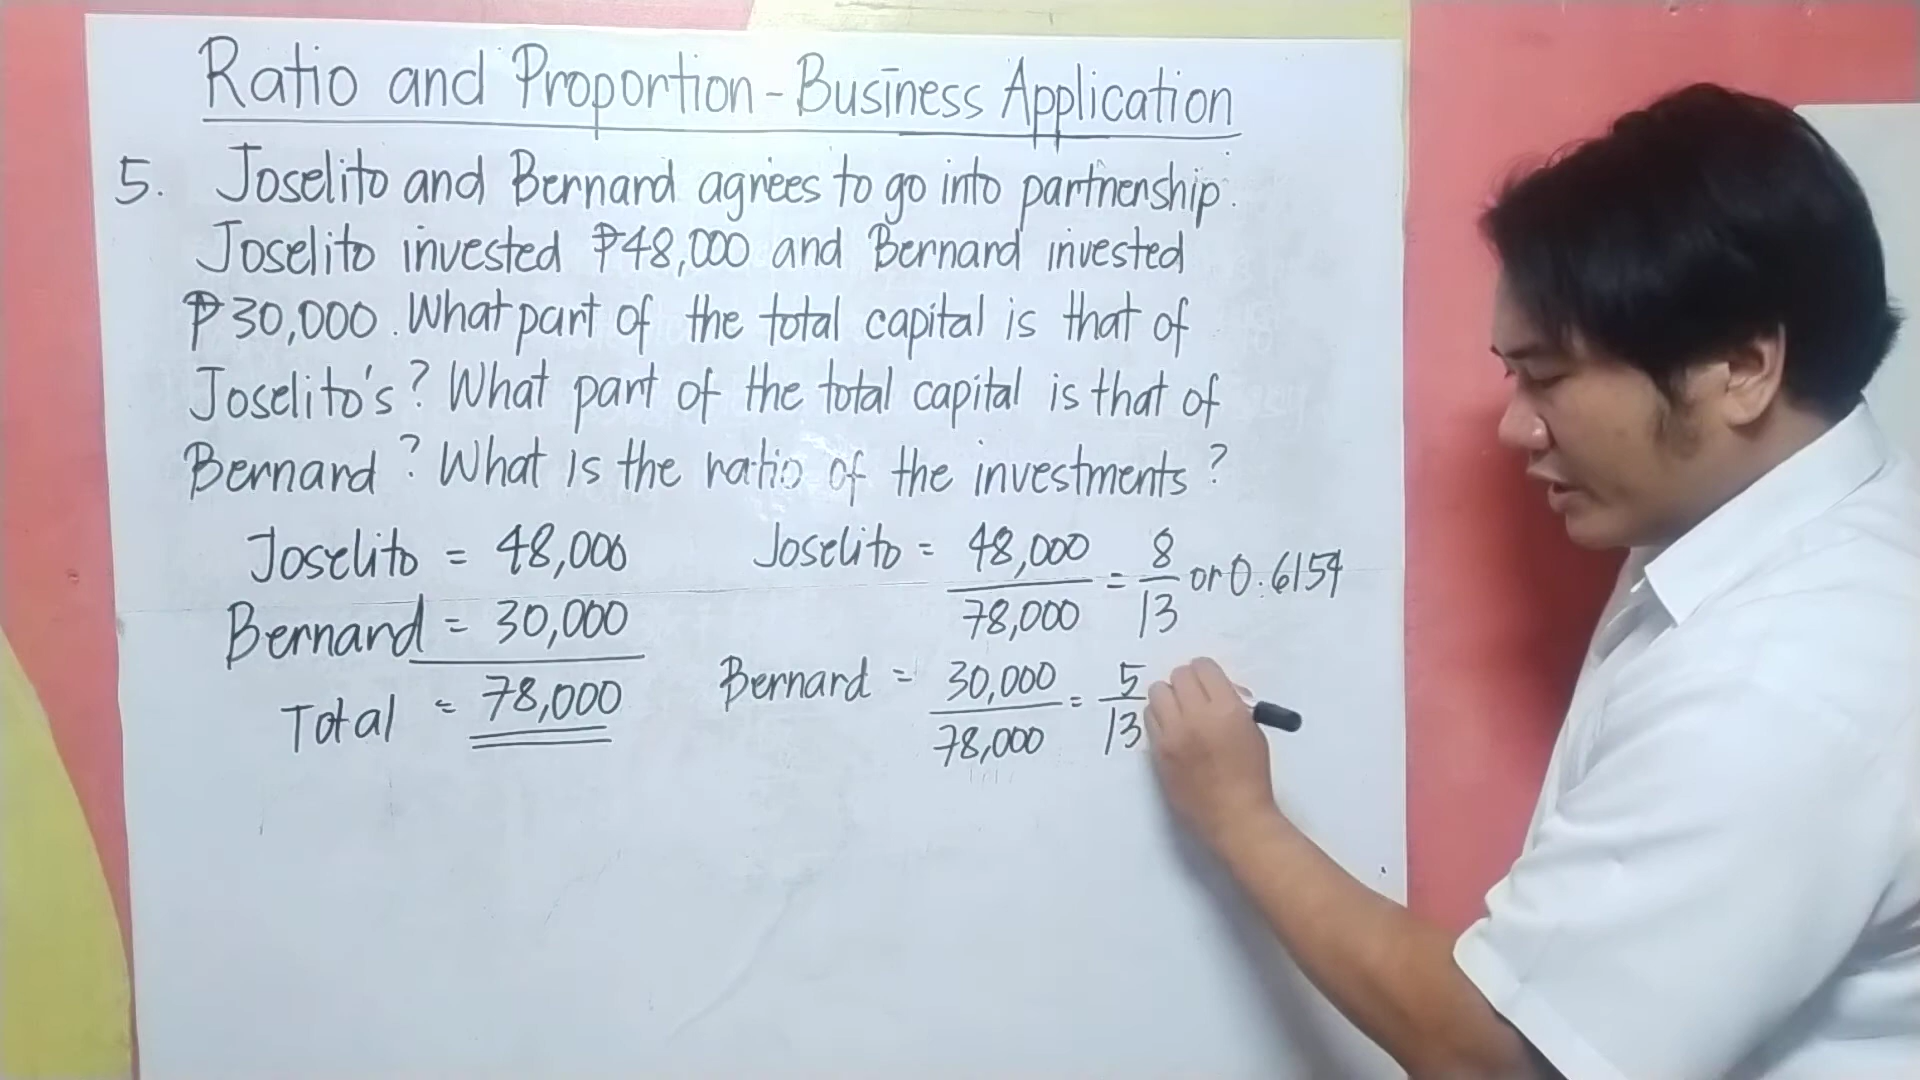 Ratio and Proportion - Business Application
5. Joselito and Bernard agrees to go into partnership.
Joselito invested ₱48,000 and Bernard invested
₱30,000. What part of the total capital is that of
Joselito's? What part of the total capital is that of
Bernard? What is the ratio of the investments?
Joselito = 48,000
Bernard = 30,000
Total = 78,000
Joselito = 48,000/78,000 = 8/13 or 0.6154
Bernard = 30,000/78,000 = 5/13